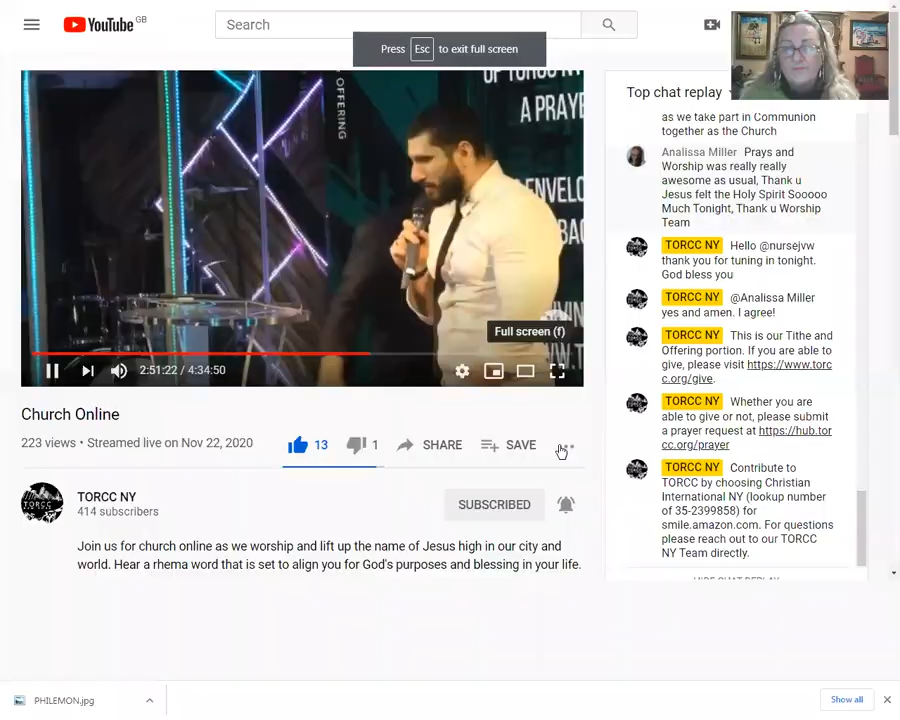 YouTube GB
Search
Press Esc to exit full screen
OFFERING
OF TORCC NY
A PRAYE
ENVELO
Full screen (f)
2:51:22 / 4:34:50
Church Online
223 views • Streamed live on Nov 22, 2020
13
1
SHARE
SAVE
TORCC NY
414 subscribers
SUBSCRIBED
Join us for church online as we worship and lift up the name of Jesus high in our city and
world. Hear a rhema word that is set to align you for God's purposes and blessing in your life.
Top chat replay
as we take part in Communion
together as the Church
Analissa Miller Prays and
Worship was really really
awesome as usual, Thank u
Jesus felt the Holy Spirit Sooooo
Much Tonight, Thank u Worship
Team
TORCC NY Hello @nursejvw
thank you for tuning in tonight.
God bless you
TORCC NY @Analissa Miller
yes and amen. I agree!
TORCC NY This is our Tithe and
Offering portion. If you are able to
give, please visit https://www.torc
c.org/give.
TORCC NY Whether you are
able to give or not, please submit
a prayer request at https://hub.tor
cc.org/prayer
TORCC NY Contribute to
TORCC by choosing Christian
International NY (lookup number
of 35-2399858) for
smile.amazon.com. For questions
please reach out to our TORCC
NY Team directly.
HIDE CHAT REPLAY
PHILEMON.jpg
Show all